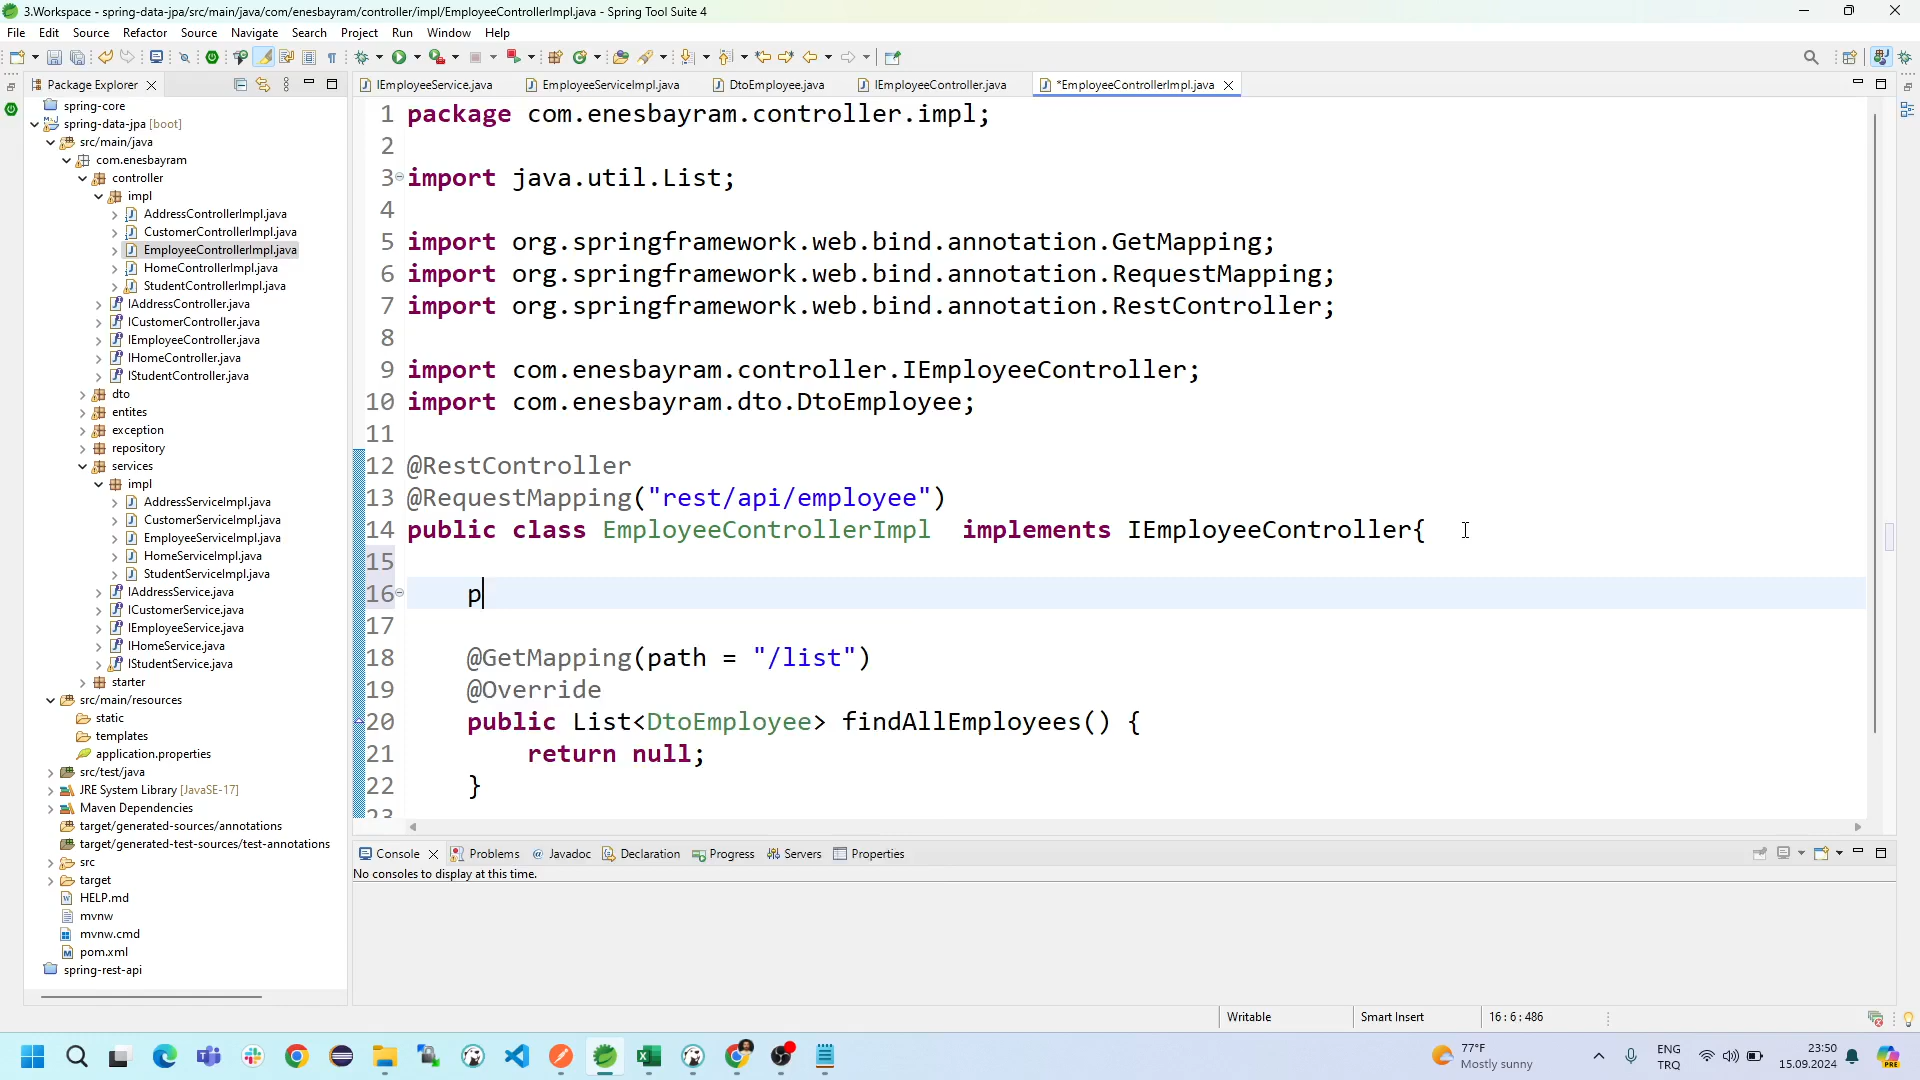 3.Workspace - spring-data-jpa/src/main/java/com/enesbayram/controller/impl/EmployeeControllerImpl.java - Spring Tool Suite 4
File Edit Source Refactor Source Navigate Search Project Run Window Help
Package Explorer
IEmployeeService.java EmployeeServiceImpl.java DtoEmployee.java IEmployeeController.java *EmployeeControllerImpl.java
spring-core
spring-data-jpa [boot]
src/main/java
com.enesbayram
controller
impl
AddressControllerImpl.java
CustomerControllerImpl.java
EmployeeControllerImpl.java
HomeControllerImpl.java
StudentControllerImpl.java
IAddressController.java
ICustomerController.java
IEmployeeController.java
IHomeController.java
IStudentController.java
dto
entites
exception
repository
services
impl
AddressServiceImpl.java
CustomerServiceImpl.java
EmployeeServiceImpl.java
HomeServiceImpl.java
StudentServiceImpl.java
IAddressService.java
ICustomerService.java
IEmployeeService.java
IHomeService.java
IStudentService.java
starter
src/main/resources
static
templates
application.properties
src/test/java
JRE System Library [JavaSE-17]
Maven Dependencies
target/generated-sources/annotations
target/generated-test-sources/test-annotations
src
target
HELP.md
mvnw
mvnw.cmd
pom.xml
spring-rest-api
1 package com.enesbayram.controller.impl;
2
3 import java.util.List;
4
5 import org.springframework.web.bind.annotation.GetMapping;
6 import org.springframework.web.bind.annotation.RequestMapping;
7 import org.springframework.web.bind.annotation.RestController;
8
9 import com.enesbayram.controller.IEmployeeController;
10 import com.enesbayram.dto.DtoEmployee;
11
12 @RestController
13 @RequestMapping("rest/api/employee")
14 public class EmployeeControllerImpl implements IEmployeeController{
15
16 p
17
18 @GetMapping(path = "/list")
19 @Override
20 public List<DtoEmployee> findAllEmployees() {
21 return null;
22 }
23
Console Problems Javadoc Declaration Progress Servers Properties
No consoles to display at this time.
Writable Smart Insert 16 : 6 : 486
77°F
Mostly sunny
ENG
TRQ
23:50
15.09.2024
PRE